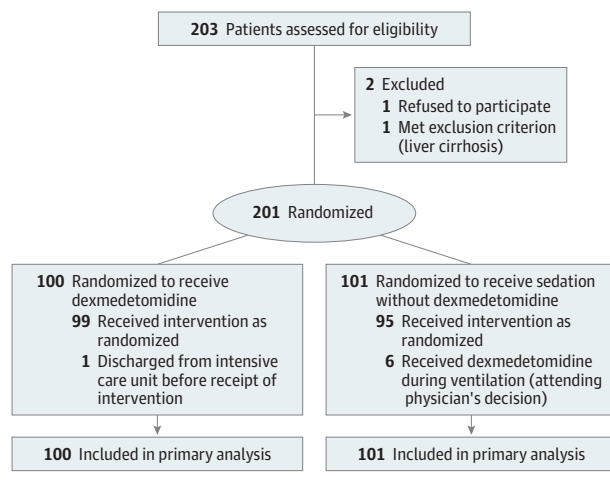 203 Patients assessed for eligibility
2 Excluded
1 Refused to participate
1 Met exclusion criterion
(liver cirrhosis)
201 Randomized
100 Randomized to receive
dexmedetomidine
99 Received intervention as
randomized
1 Discharged from intensive
care unit before receipt of
intervention
101 Randomized to receive sedation
without dexmedetomidine
95 Received intervention as
randomized
6 Received dexmedetomidine
during ventilation (attending
physician's decision)
100 Included in primary analysis
101 Included in primary analysis